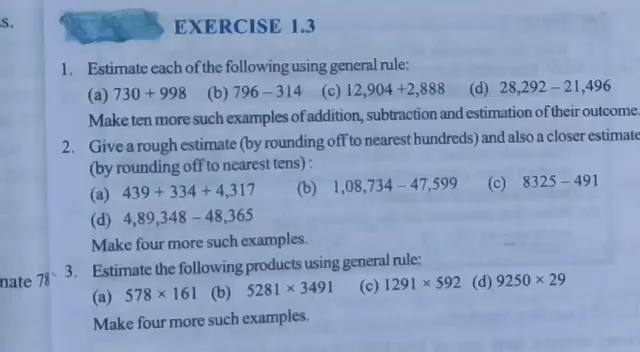 s.
EXERCISE 1.3
1. Estimate each of the following using general rule:
(a) 730 + 998 (b) 796 – 314 (c) 12,904 +2,888 (d) 28,292 – 21,496
Make ten more such examples of addition, subtraction and estimation of their outcome.
2. Give a rough estimate (by rounding off to nearest hundreds) and also a closer estimate
(by rounding off to nearest tens) :
(a) 439 + 334 + 4,317 (b) 1,08,734 – 47,599 (c) 8325 – 491
(d) 4,89,348 – 48,365
Make four more such examples.
nate 78 3. Estimate the following products using general rule:
(a) 578 × 161 (b) 5281 × 3491 (c) 1291 × 592 (d) 9250 × 29
Make four more such examples.